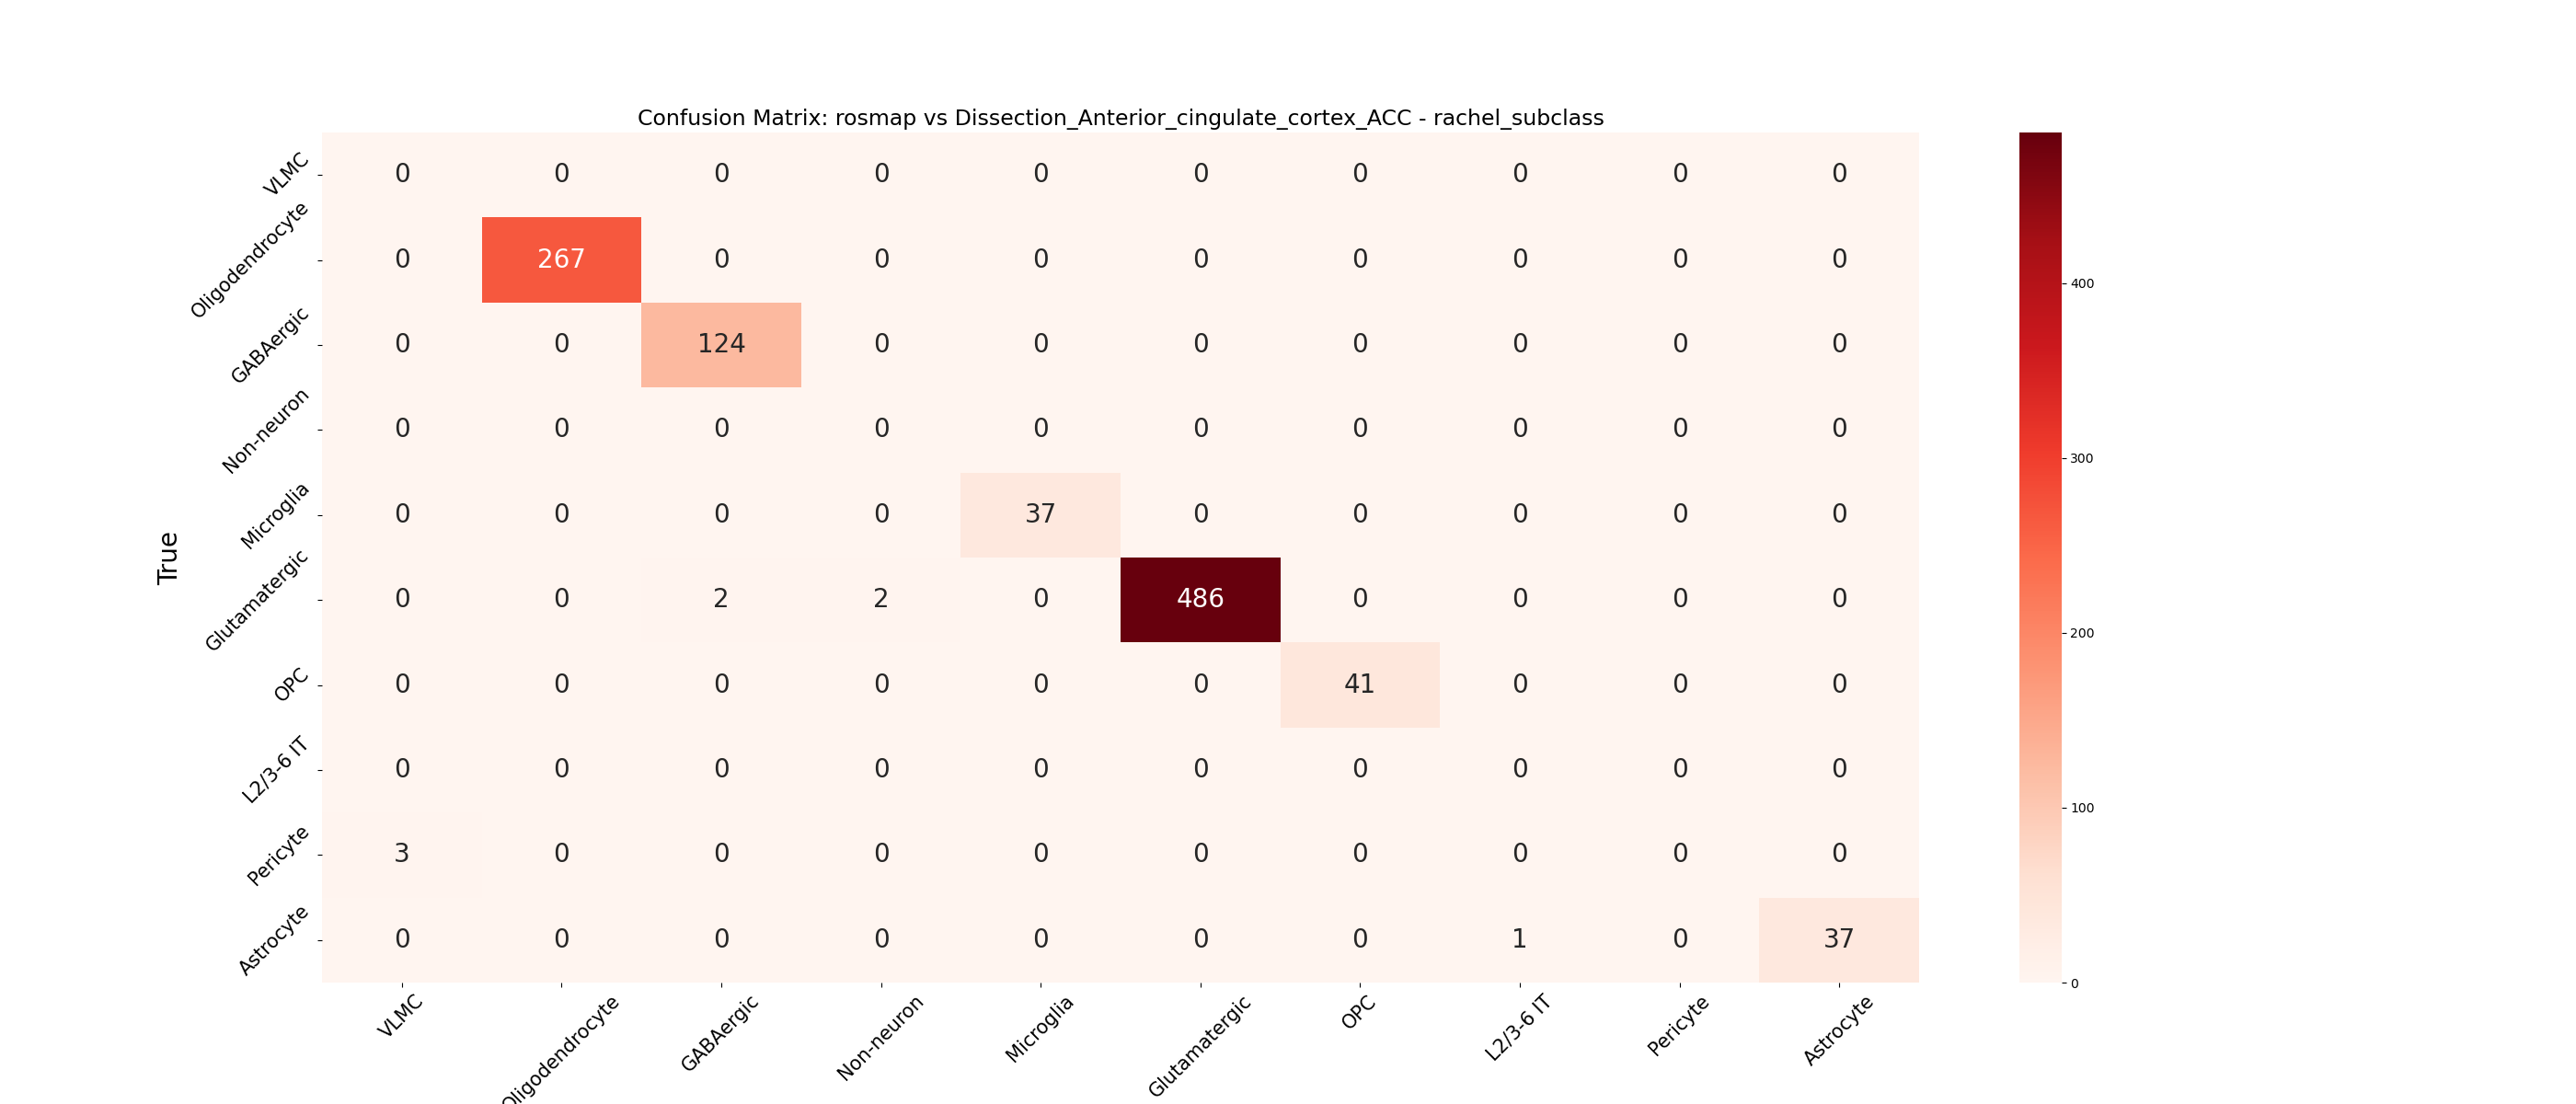 Confusion Matrix: rosmap vs Dissection_Anterior_cingulate_cortex_ACC - rachel_subclass
True
VLMC 0 0 0 0 0 0 0 0 0 0
Oligodendrocyte 0 267 0 0 0 0 0 0 0 0
GABAergic 0 0 124 0 0 0 0 0 0 0
Non-neuron 0 0 0 0 0 0 0 0 0 0
Microglia 0 0 0 0 37 0 0 0 0 0
Glutamatergic 0 0 2 2 0 486 0 0 0 0
OPC 0 0 0 0 0 0 41 0 0 0
L2/3-6 IT 0 0 0 0 0 0 0 0 0 0
Pericyte 3 0 0 0 0 0 0 0 0 0
Astrocyte 0 0 0 0 0 0 0 1 0 37
VLMC Oligodendrocyte GABAergic Non-neuron Microglia Glutamatergic OPC L2/3-6 IT Pericyte Astrocyte
400
300
200
100
0